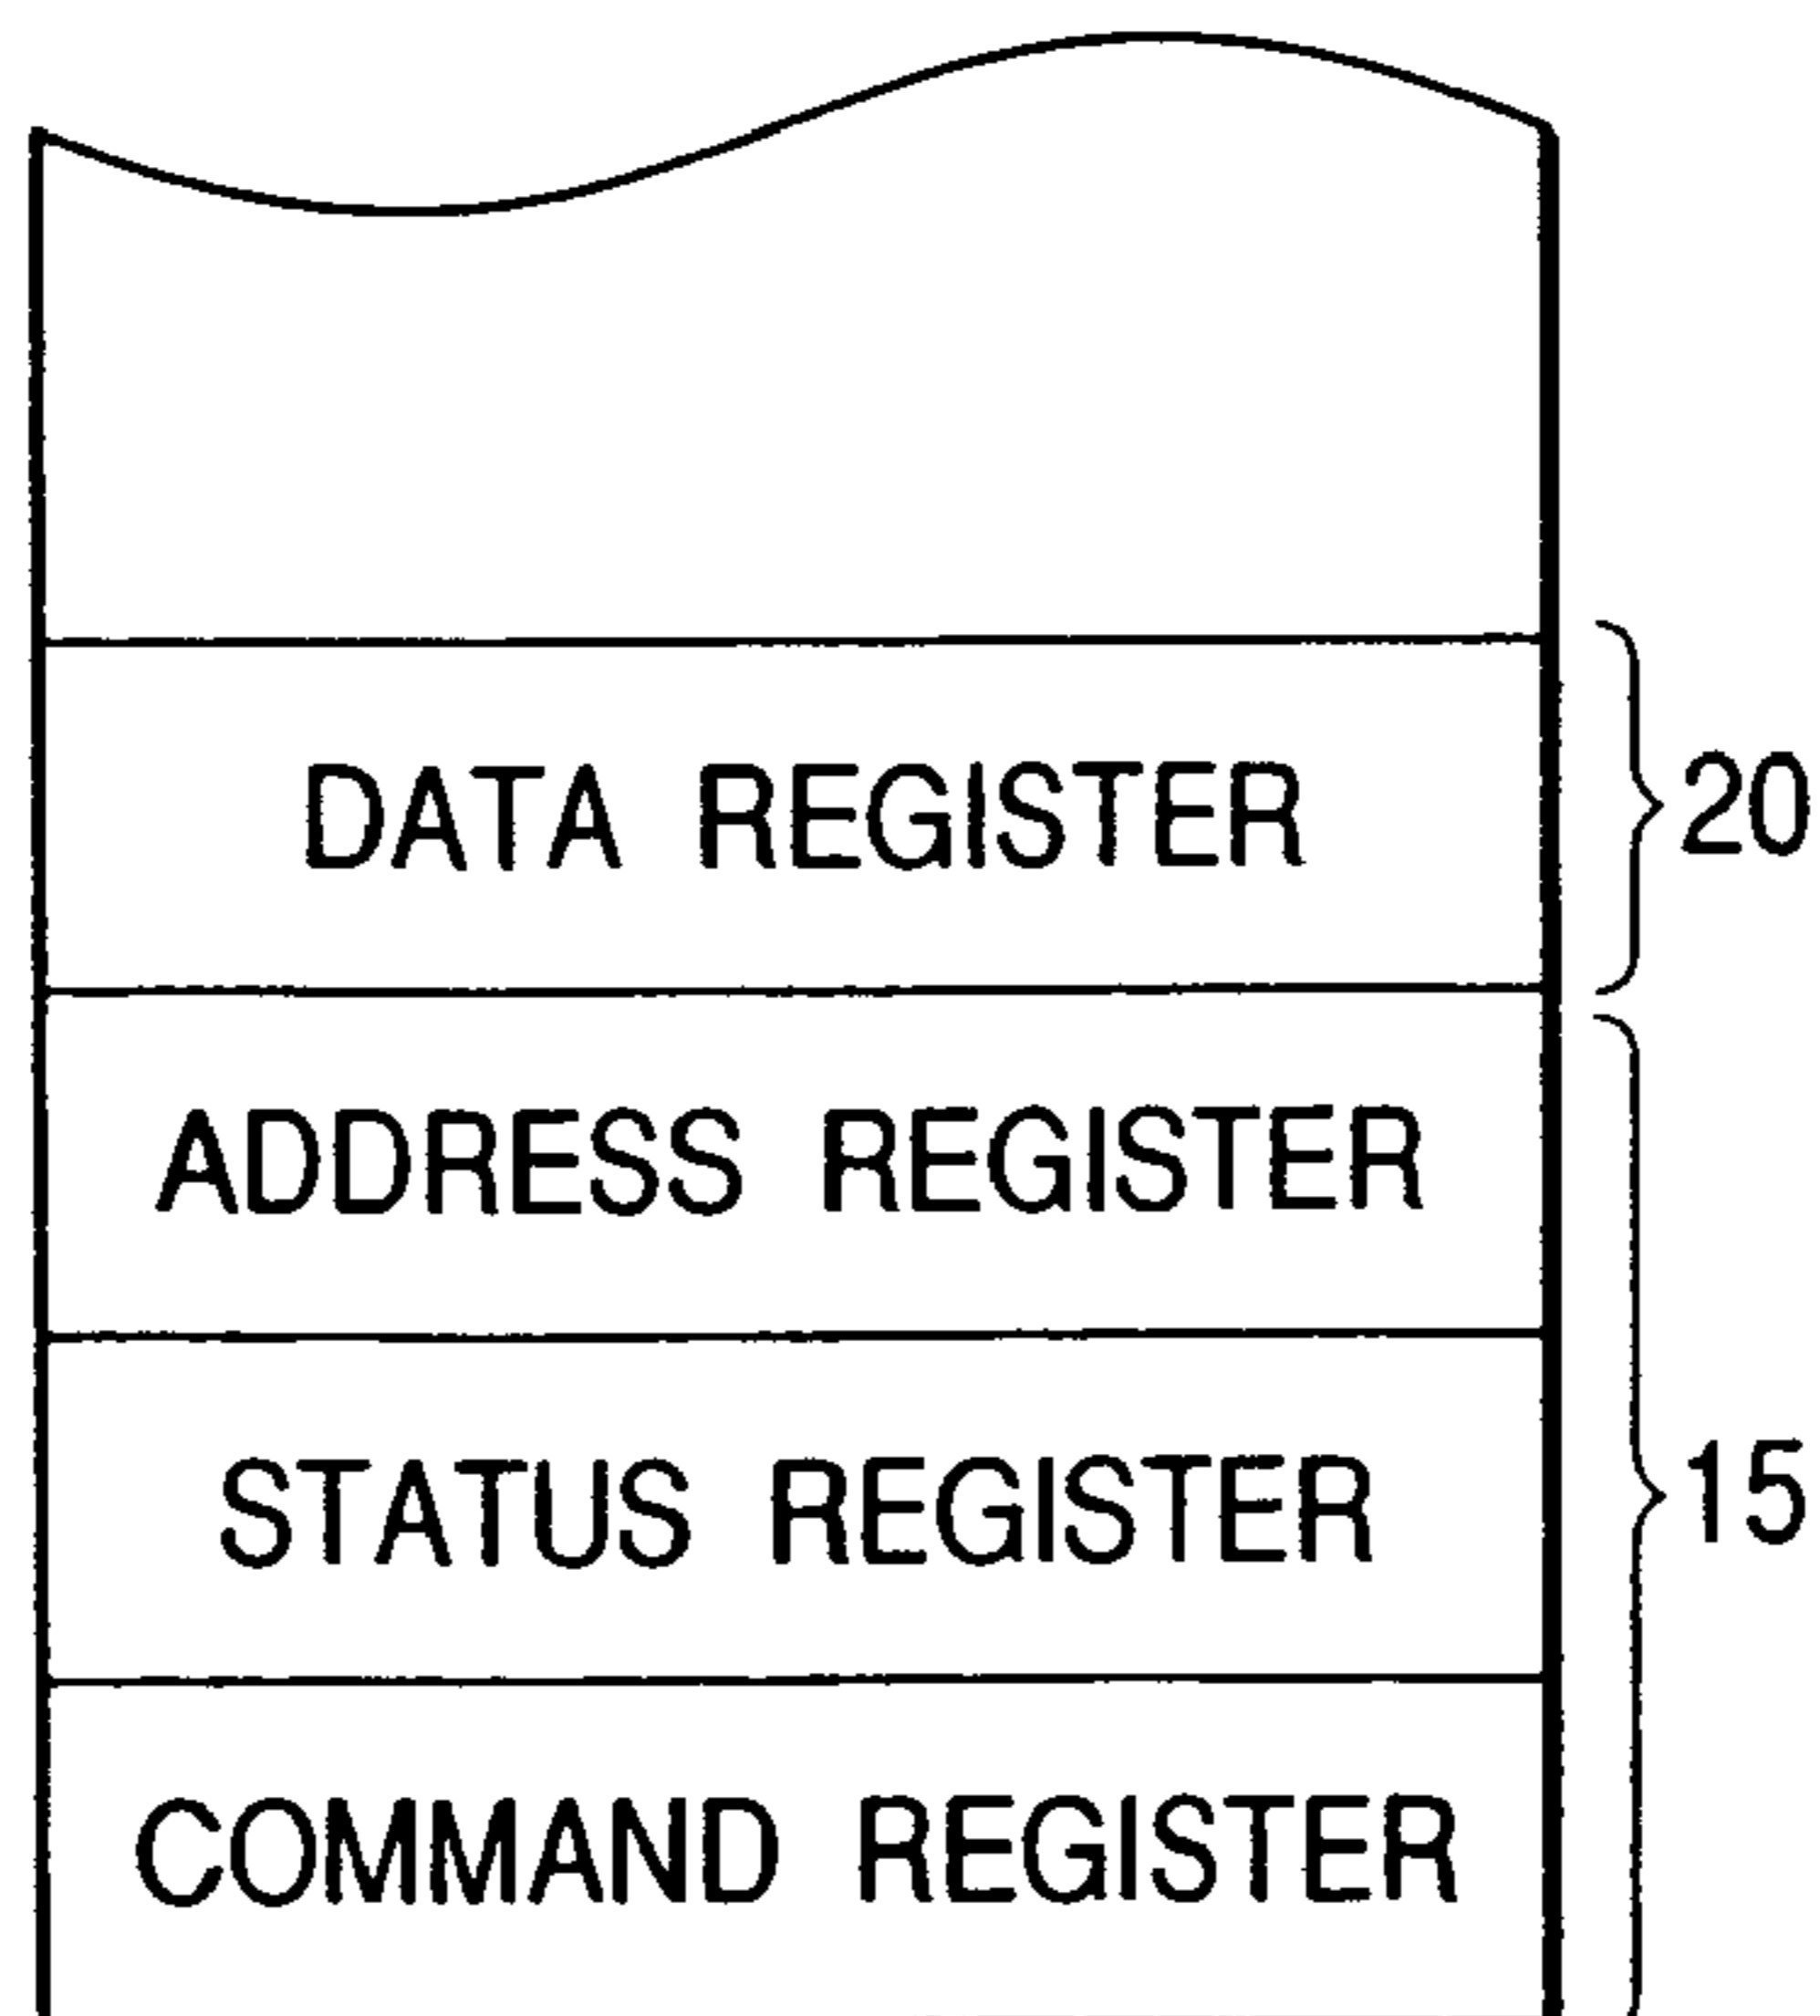 DATA REGISTER
20
ADDRESS REGISTER
STATUS REGISTER
15
COMMAND REGISTER